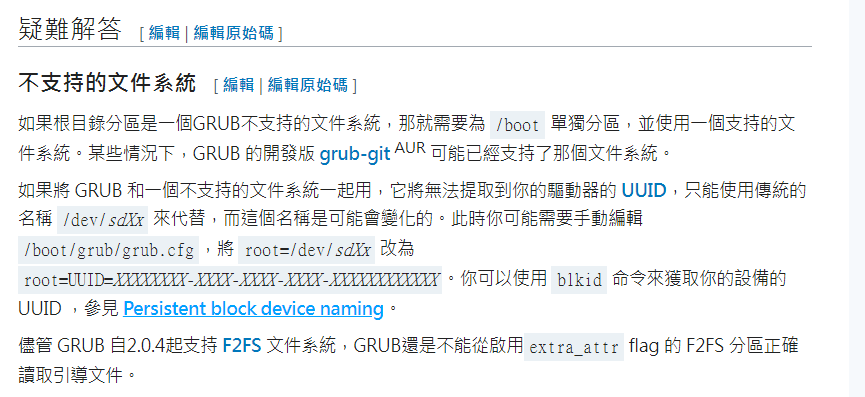 疑難解答 [ 編輯 | 編輯原始碼 ]
不支持的文件系統 [ 編輯 | 編輯原始碼 ]
如果根目錄分區是一個GRUB不支持的文件系統，那就需要為 /boot 單獨分區，並使用一個支持的文
件系統。某些情況下，GRUB 的開發版 grub-git AUR 可能已經支持了那個文件系統。
如果將 GRUB 和一個不支持的文件系統一起用，它將無法提取到你的驅動器的 UUID，只能使用傳統的
名稱 /dev/sdXx 來代替，而這個名稱是可能會變化的。此時你可能需要手動編輯
/boot/grub/grub.cfg，將 root=/dev/sdXx 改為
root=UUID=XXXXXXXX-XXXX-XXXX-XXXX-XXXXXXXXXXXX 。你可以使用 blkid 命令來獲取你的設備的
UUID ，參見 Persistent block device naming。
儘管 GRUB 自2.0.4起支持 F2FS 文件系統，GRUB還是不能從啟用 extra_attr flag 的 F2FS 分區正確
讀取引導文件。